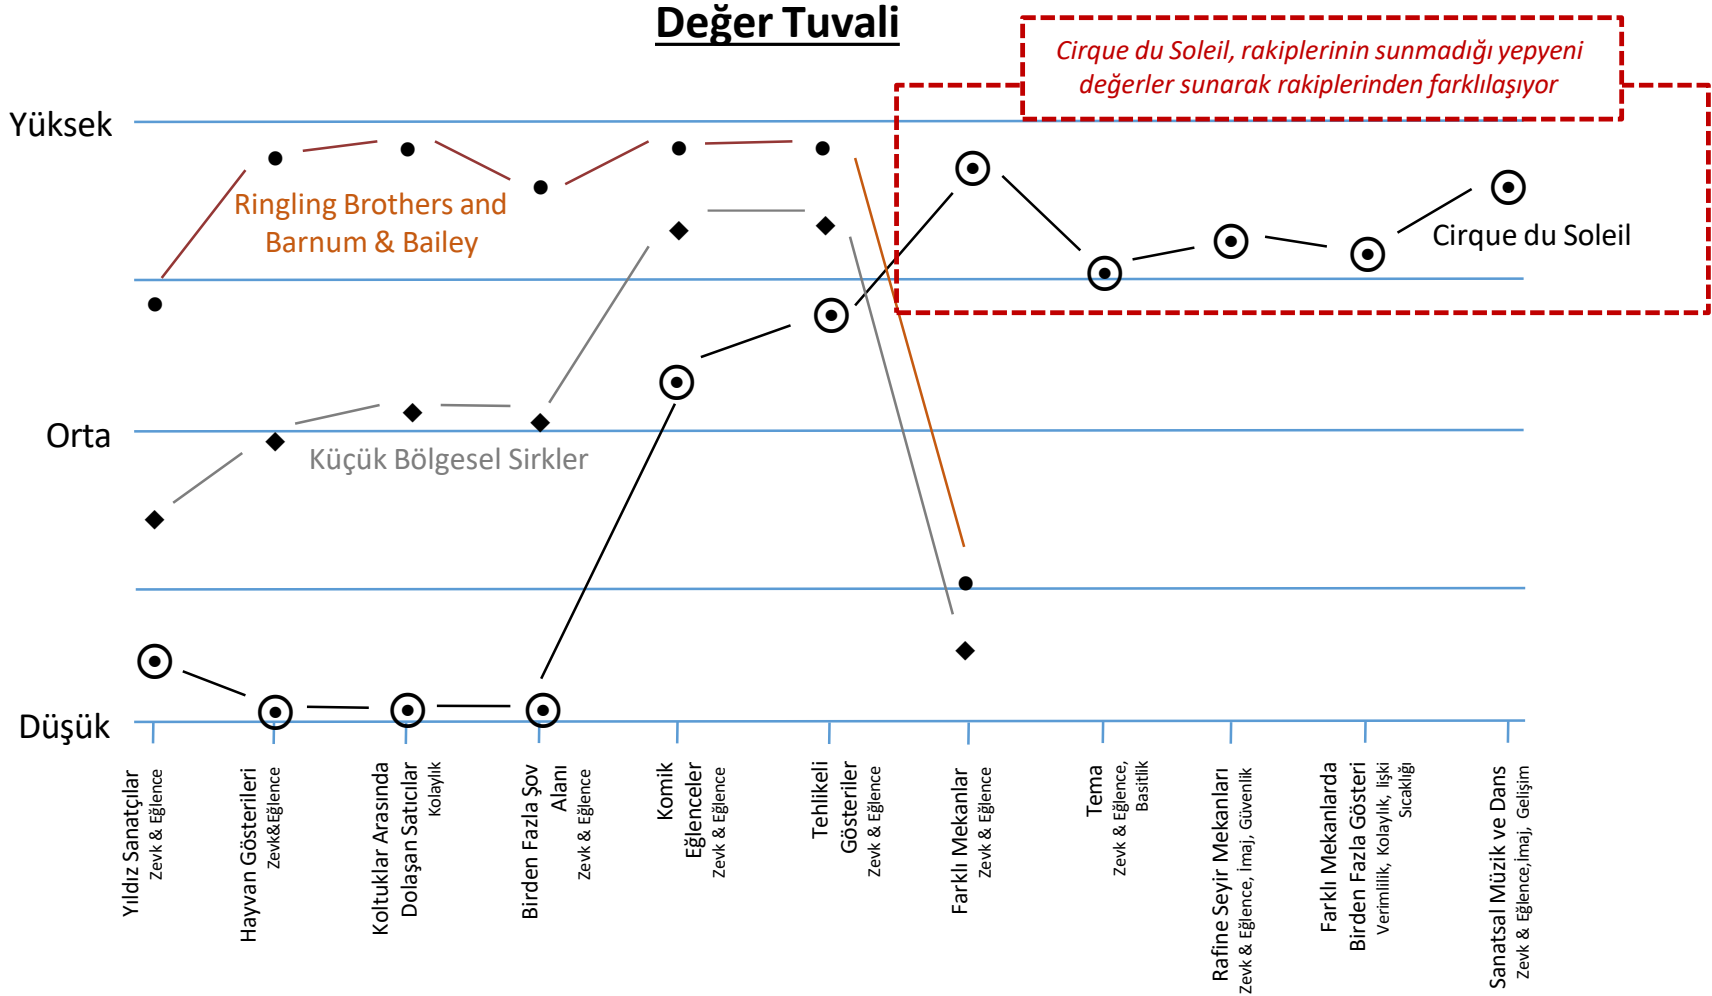 Değer Tuvali
Cirque du Soleil, rakiplerinin sunmadığı yepyeni
değerler sunarak rakiplerinden farklılaşıyor
Yüksek
Ringling Brothers and
Barnum & Bailey
Cirque du Soleil
Orta
Küçük Bölgesel Sirkler
Düşük
Yıldız Sanatçılar
Zevk & Eğlence
Hayvan Gösterileri
Zevk&Eğlence
Koltuklar Arasında
Dolaşan Satıcılar
Kolaylık
Birden Fazla Şov
Alanı
Zevk & Eğlence
Komik
Eğlenceler
Zevk & Eğlence
Tehlikeli
Gösteriler
Zevk & Eğlence
Farklı Mekanlar
Zevk & Eğlence
Tema
Zevk & Eğlence,
Basitlik
Rafine Seyir Mekanları
Zevk & Eğlence, İmaj, Güvenlik
Farklı Mekanlarda
Birden Fazla Gösteri
Verimlilik, Kolaylık, İlişki
Sıcaklığı
Sanatsal Müzik ve Dans
Zevk & Eğlence,İmaj, Gelişim